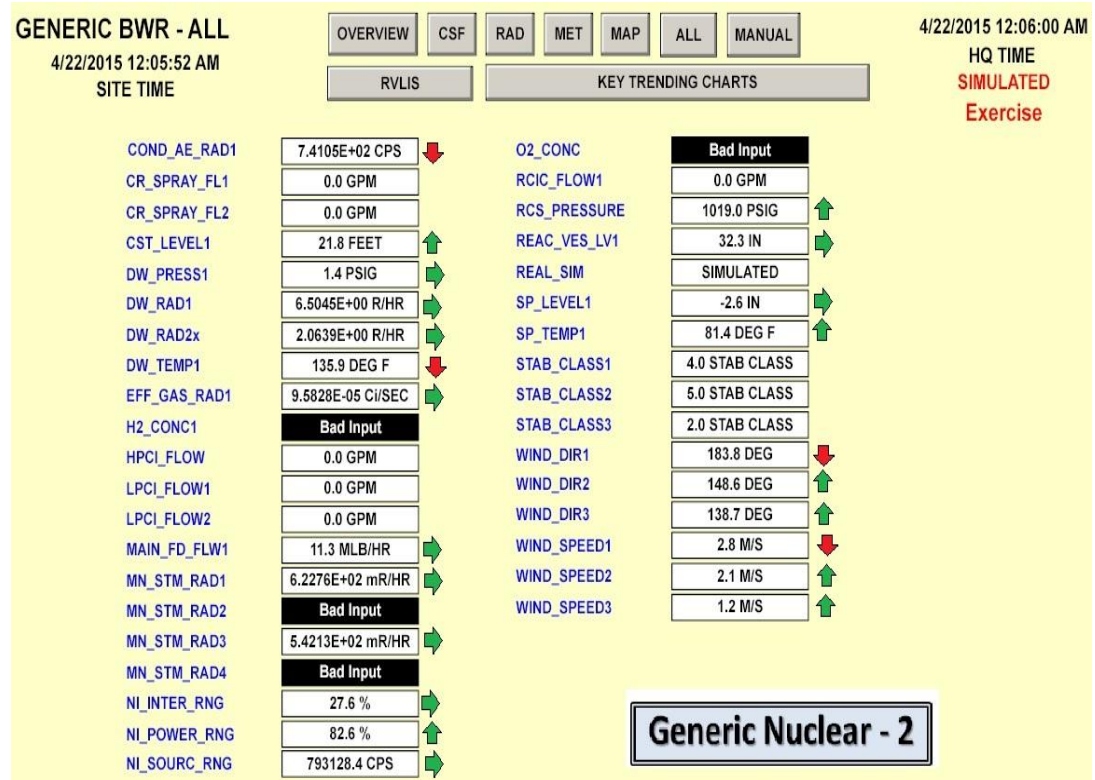 GENERIC BWR - ALL
4/22/2015 12:05:52 AM
SITE TIME
OVERVIEW CSF RAD MET MAP ALL MANUAL
RVLIS KEY TRENDING CHARTS
4/22/2015 12:06:00 AM
HQ TIME
SIMULATED
Exercise
COND_AE_RAD1 7.4105E+02 CPS
CR_SPRAY_FL1 0.0 GPM
CR_SPRAY_FL2 0.0 GPM
CST_LEVEL1 21.8 FEET
DW_PRESS1 1.4 PSIG
DW_RAD1 6.5045E+00 R/HR
DW_RAD2x 2.0639E+00 R/HR
DW_TEMP1 135.9 DEG F
EFF_GAS_RAD1 9.5828E-05 Ci/SEC
H2_CONC1 Bad Input
HPCI_FLOW 0.0 GPM
LPCI_FLOW1 0.0 GPM
LPCI_FLOW2 0.0 GPM
MAIN_FD_FLW1 11.3 MLB/HR
MN_STM_RAD1 6.2276E+02 mR/HR
MN_STM_RAD2 Bad Input
MN_STM_RAD3 5.4213E+02 mR/HR
MN_STM_RAD4 Bad Input
NI_INTER_RNG 27.6 %
NI_POWER_RNG 82.6 %
NI_SOURC_RNG 793128.4 CPS
O2_CONC Bad Input
RCIC_FLOW1 0.0 GPM
RCS_PRESSURE 1019.0 PSIG
REAC_VES_LV1 32.3 IN
REAL_SIM SIMULATED
SP_LEVEL1 -2.6 IN
SP_TEMP1 81.4 DEG F
STAB_CLASS1 4.0 STAB CLASS
STAB_CLASS2 5.0 STAB CLASS
STAB_CLASS3 2.0 STAB CLASS
WIND_DIR1 183.8 DEG
WIND_DIR2 148.6 DEG
WIND_DIR3 138.7 DEG
WIND_SPEED1 2.8 M/S
WIND_SPEED2 2.1 M/S
WIND_SPEED3 1.2 M/S
Generic Nuclear - 2